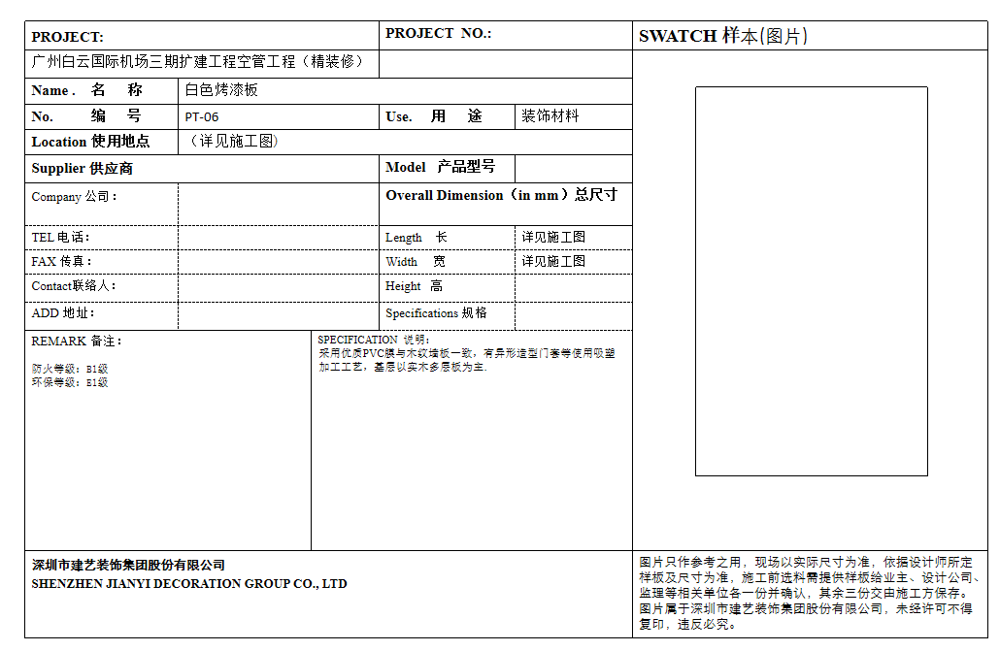 PROJECT:
PROJECT NO.:
SWATCH 样本(图片)
广州白云国际机场三期扩建工程空管工程（精装修）
Name . 名 称
白色烤漆板
No. 编 号
PT-06
Use. 用 途
装饰材料
Location 使用地点
（详见施工图）
Supplier 供应商
Model 产品型号
Company 公司：
Overall Dimension（in mm）总尺寸
TEL 电话：
Length 长
详见施工图
FAX 传真：
Width 宽
详见施工图
Contact联络人：
Height 高
ADD 地址：
Specifications 规格
REMARK 备注：
防火等级：B1级
环保等级：E1级
SPECIFICATION 说明：
采用优质PVC膜与木纹墙板一致，有异形造型门套等使用吸塑
加工工艺，基层以实木多层板为主.
深圳市建艺装饰集团股份有限公司
SHENZHEN JIANYI DECORATION GROUP CO., LTD
图片只作参考之用，现场以实际尺寸为准，依据设计师所定
样板及尺寸为准，施工前选料需提供样板给业主、设计公司、
监理等相关单位各一份并确认，其余三份交由施工方保存。
图片属于深圳市建艺装饰集团股份有限公司，未经许可不得
复印，违反必究。